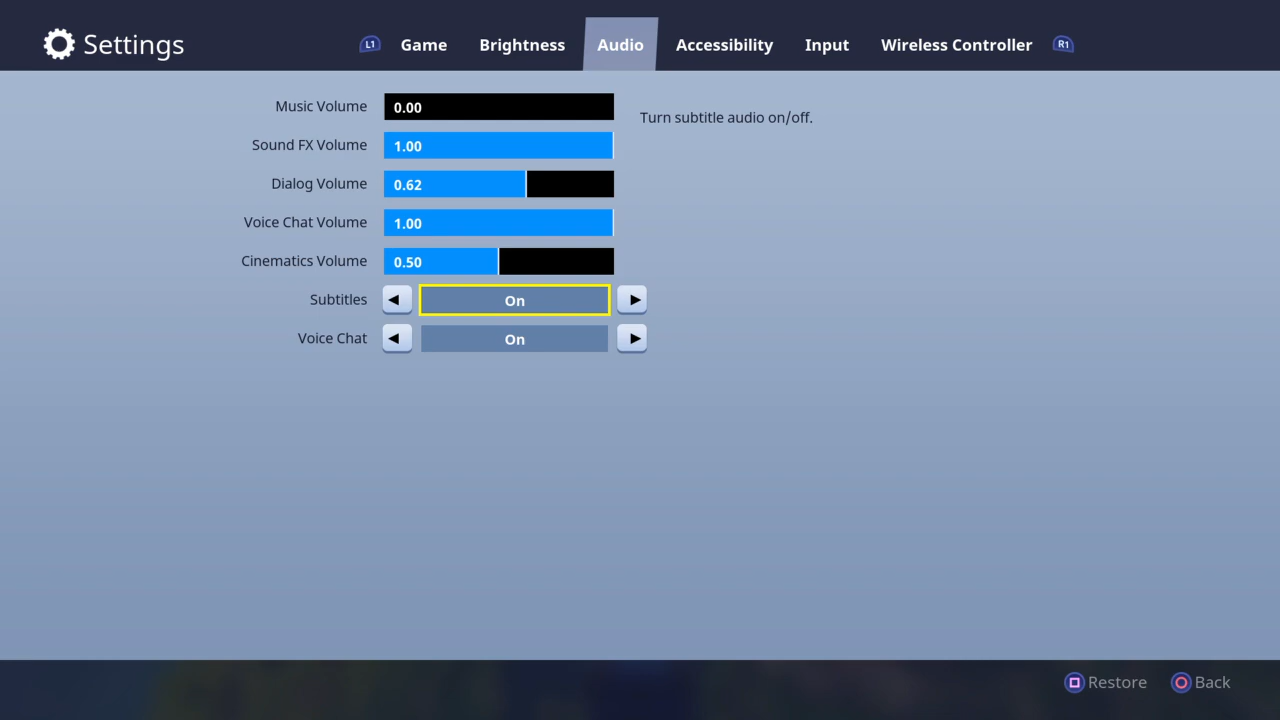 Settings
L1 Game Brightness Audio Accessibility Input Wireless Controller R1
Music Volume 0.00
Turn subtitle audio on/off.
Sound FX Volume 1.00
Dialog Volume 0.62
Voice Chat Volume 1.00
Cinematics Volume 0.50
Subtitles On
Voice Chat On
Restore Back